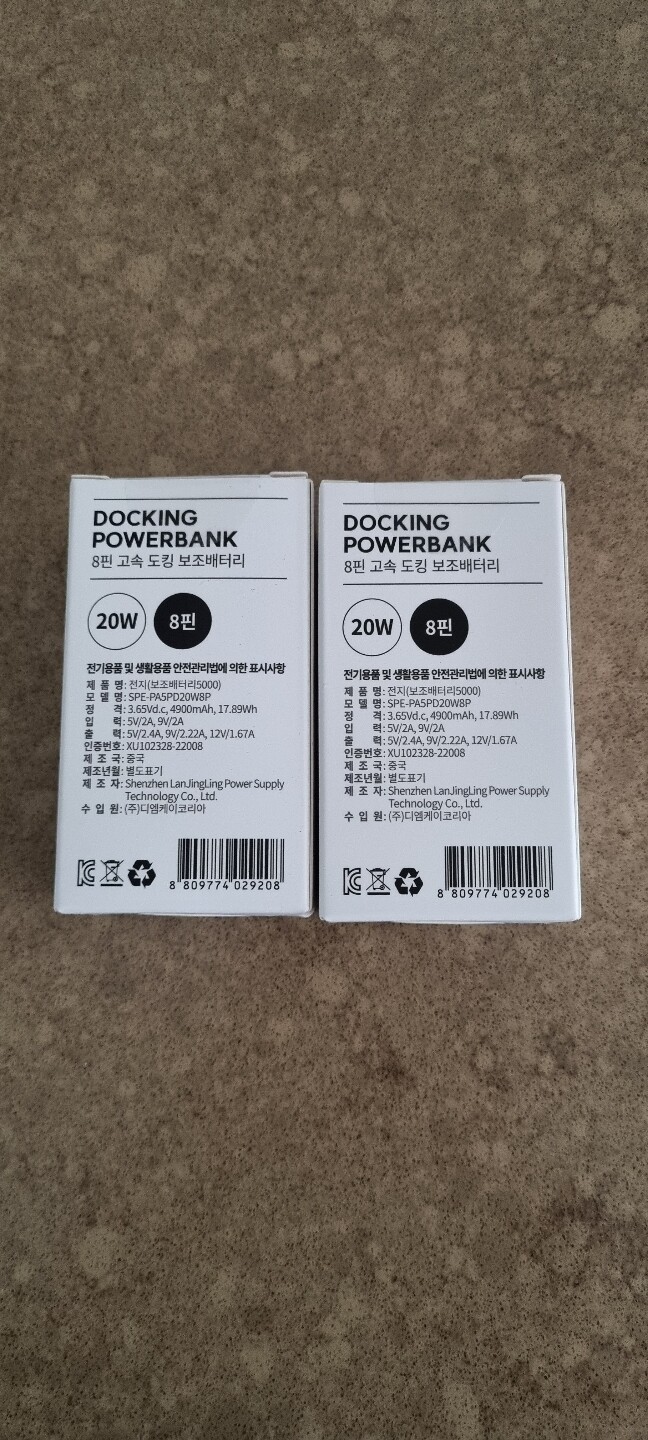 DOCKING
POWERBANK
8핀 고속 도킹 보조배터리
20W 8핀
전기용품 및 생활용품 안전관리법에 의한 표시사항
제 품 명: 전지(보조배터리5000)
모 델 명: SPE-PA5PD20W8P
정 격: 3.65Vd.c, 4900mAh, 17.89Wh
입 력: 5V/2A, 9V/2A
출 력: 5V/2.4A, 9V/2.22A, 12V/1.67A
인증번호: XU102328-22008
제 조 국: 중국
제조년월: 별도표기
제 조 자: Shenzhen LanJingLing Power Supply
Technology Co., Ltd.
수 입 원: (주)디엠케이코리아
8 809774 029208
DOCKING
POWERBANK
8핀 고속 도킹 보조배터리
20W 8핀
전기용품 및 생활용품 안전관리법에 의한 표시사항
제 품 명: 전지(보조배터리5000)
모 델 명: SPE-PA5PD20W8P
정 격: 3.65Vd.c, 4900mAh, 17.89Wh
입 력: 5V/2A, 9V/2A
출 력: 5V/2.4A, 9V/2.22A, 12V/1.67A
인증번호: XU102328-22008
제 조 국: 중국
제조년월: 별도표기
제 조 자: Shenzhen LanJingLing Power Supply
Technology Co., Ltd.
수 입 원: (주)디엠케이코리아
8 809774 029208